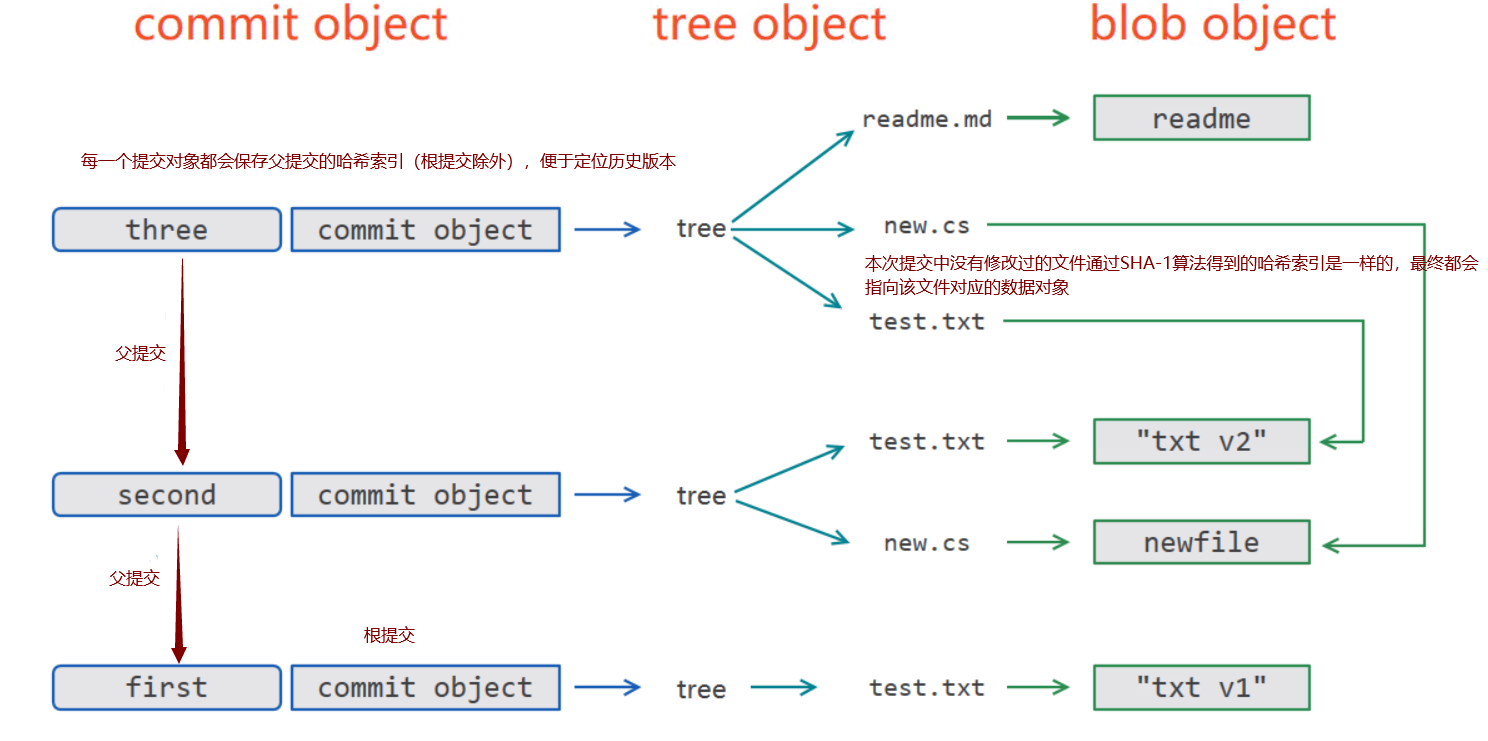 commit object
tree object
blob object
readme.md
readme
每一个提交对象都会保存父提交的哈希索引（根提交除外），便于定位历史版本
three
commit object
tree
new.cs
本次提交中没有修改过的文件通过SHA-1算法得到的哈希索引是一样的，最终都会
指向该文件对应的数据对象
test.txt
父提交
test.txt
"txt v2"
second
commit object
tree
new.cs
newfile
父提交
根提交
first
commit object
tree
test.txt
"txt v1"